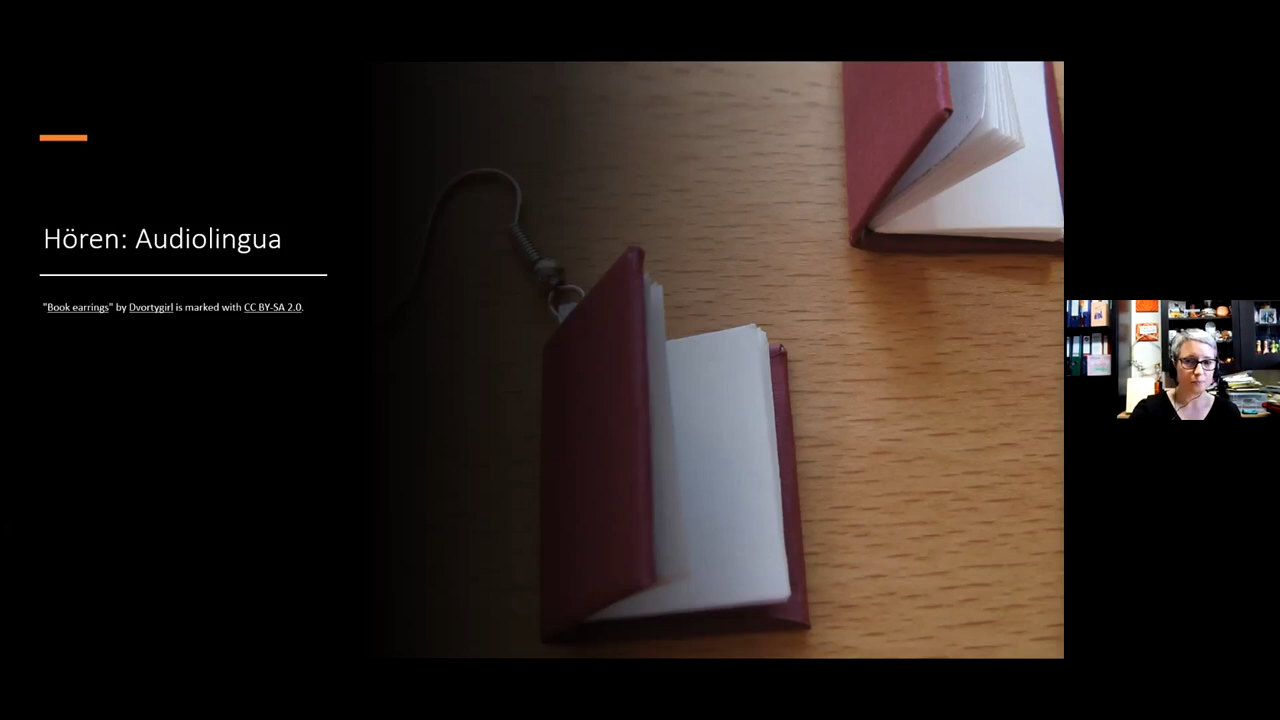 Hören: Audiolingua
"Book earrings" by Dvortygirl is marked with CC BY-SA 2.0.